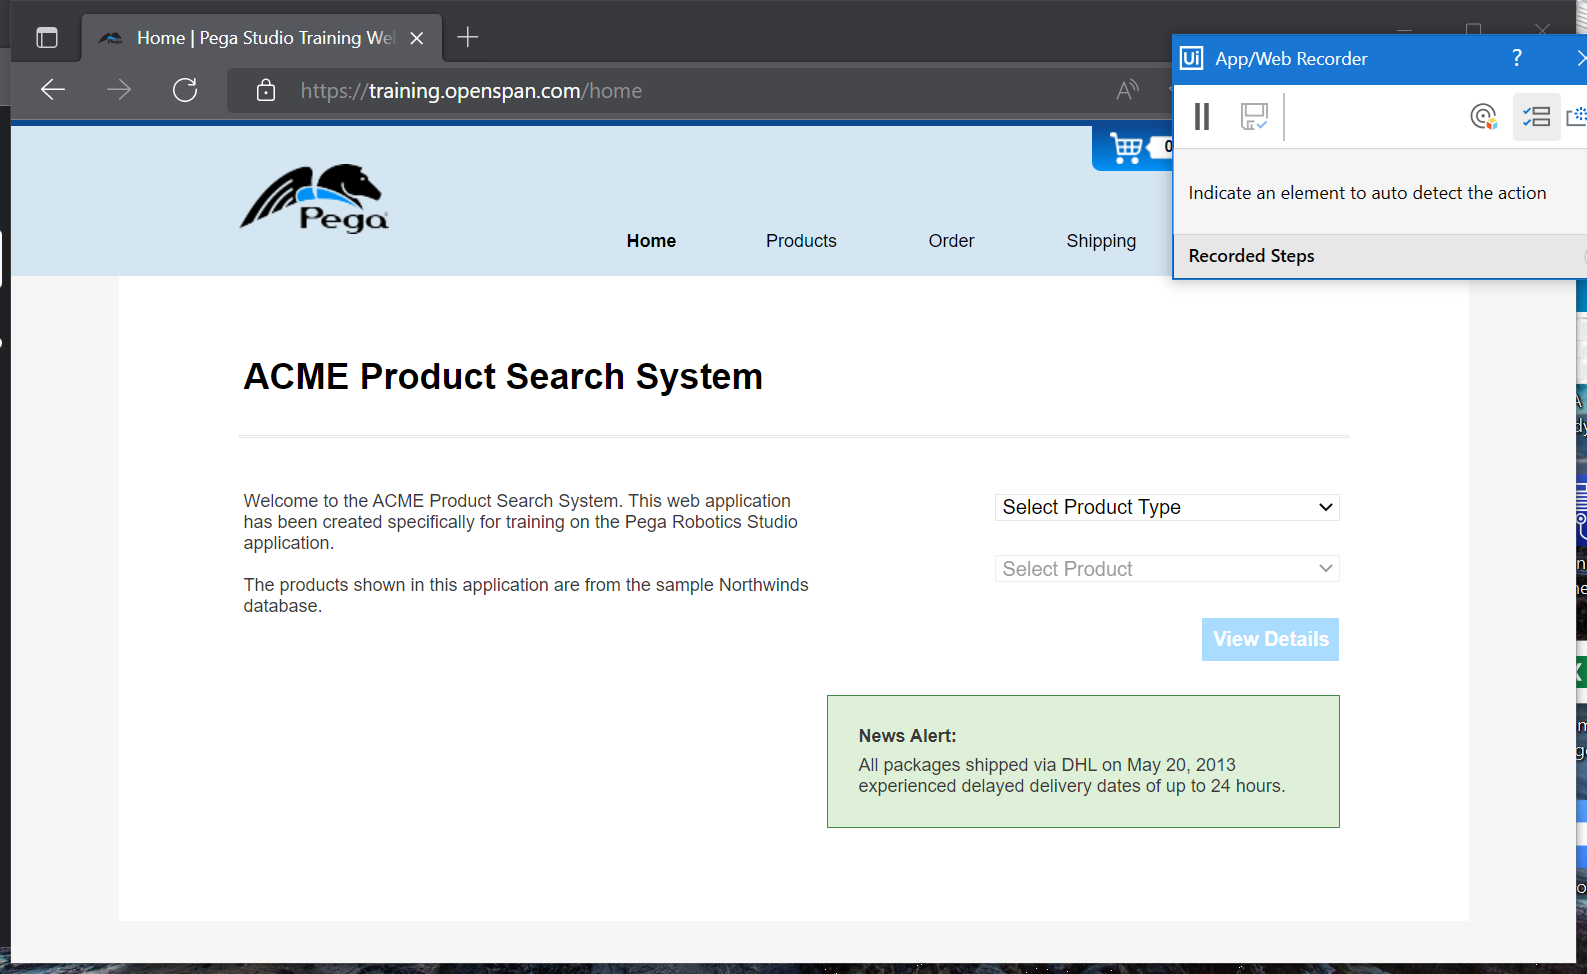 Home | Pega Studio Training We
https://training.openspan.com/home
A
Ui App/Web Recorder ?
Indicate an element to auto detect the action
Recorded Steps
0
Pega
Home Products Order Shipping
ACME Product Search System
Welcome to the ACME Product Search System. This web application
has been created specifically for training on the Pega Robotics Studio
application.
The products shown in this application are from the sample Northwinds
database.
Select Product Type
Select Product
View Details
News Alert:
All packages shipped via DHL on May 20, 2013
experienced delayed delivery dates of up to 24 hours.